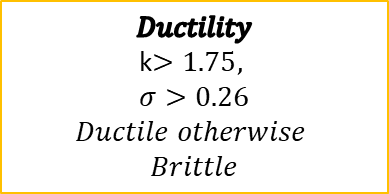 Ductility
k> 1.75,
σ > 0.26
Ductile otherwise
Brittle